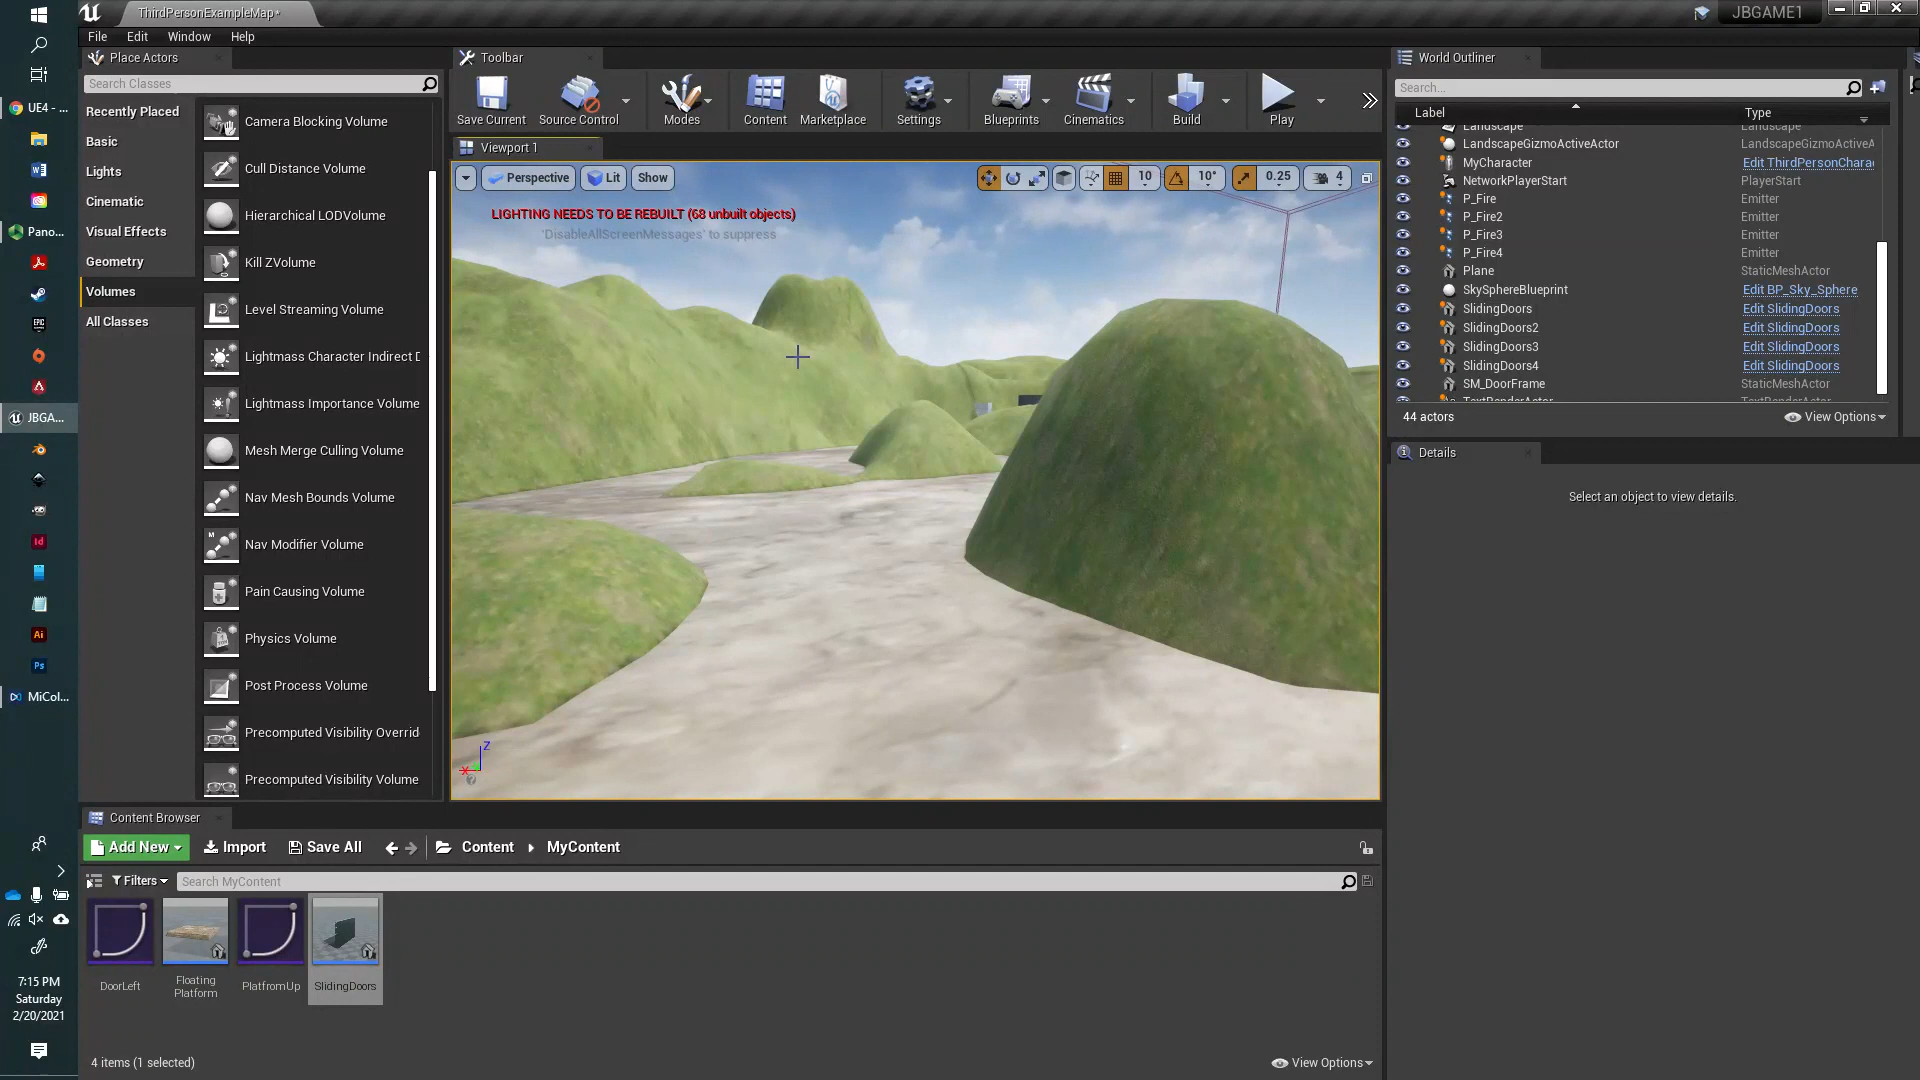 ThirdPersonExampleMap*
JBGAME1
File Edit Window Help
Place Actors
Search Classes
Recently Placed
Basic
Lights
Cinematic
Visual Effects
Geometry
Volumes
All Classes
Camera Blocking Volume
Cull Distance Volume
Hierarchical LODVolume
Kill ZVolume
Level Streaming Volume
Lightmass Character Indirect D
Lightmass Importance Volume
Mesh Merge Culling Volume
Nav Mesh Bounds Volume
Nav Modifier Volume
Pain Causing Volume
Physics Volume
Post Process Volume
Precomputed Visibility Overrid
Precomputed Visibility Volume
Toolbar
Save Current Source Control Modes Content Marketplace Settings Blueprints Cinematics Build Play
Viewport 1
Perspective Lit Show 10 10° 0.25 4
LIGHTING NEEDS TO BE REBUILT (68 unbuilt objects)
'DisableAllScreenMessages' to suppress
Z
X
World Outliner
Search...
Label Type
Landscape Landscape
LandscapeGizmoActiveActor LandscapeGizmoActiveA
MyCharacter Edit ThirdPersonCharac
NetworkPlayerStart PlayerStart
P_Fire Emitter
P_Fire2 Emitter
P_Fire3 Emitter
P_Fire4 Emitter
Plane StaticMeshActor
SkySphereBlueprint Edit BP_Sky_Sphere
SlidingDoors Edit SlidingDoors
SlidingDoors2 Edit SlidingDoors
SlidingDoors3 Edit SlidingDoors
SlidingDoors4 Edit SlidingDoors
SM_DoorFrame StaticMeshActor
TextRenderActor TextRenderActor
44 actors View Options
Details
Select an object to view details.
Content Browser
Add New Import Save All Content MyContent
Filters Search MyContent
DoorLeft
Floating
Platform
PlatfromUp
SlidingDoors
4 items (1 selected) View Options
UE4 - ...
Pano...
EPIC
JBGA...
Id
Ai
Ps
MiCol...
7:15 PM
Saturday
2/20/2021